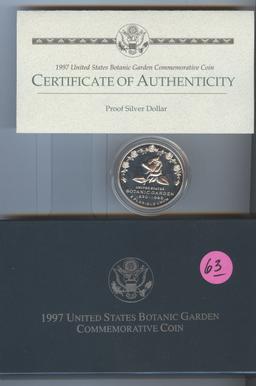 1997 United States Botanic Garden Commemorative Coin
CERTIFICATE OF AUTHENTICITY
Proof Silver Dollar
UNITED STATES
BOTANIC GARDEN
63
1997 UNITED STATES BOTANIC GARDEN
COMMEMORATIVE COIN